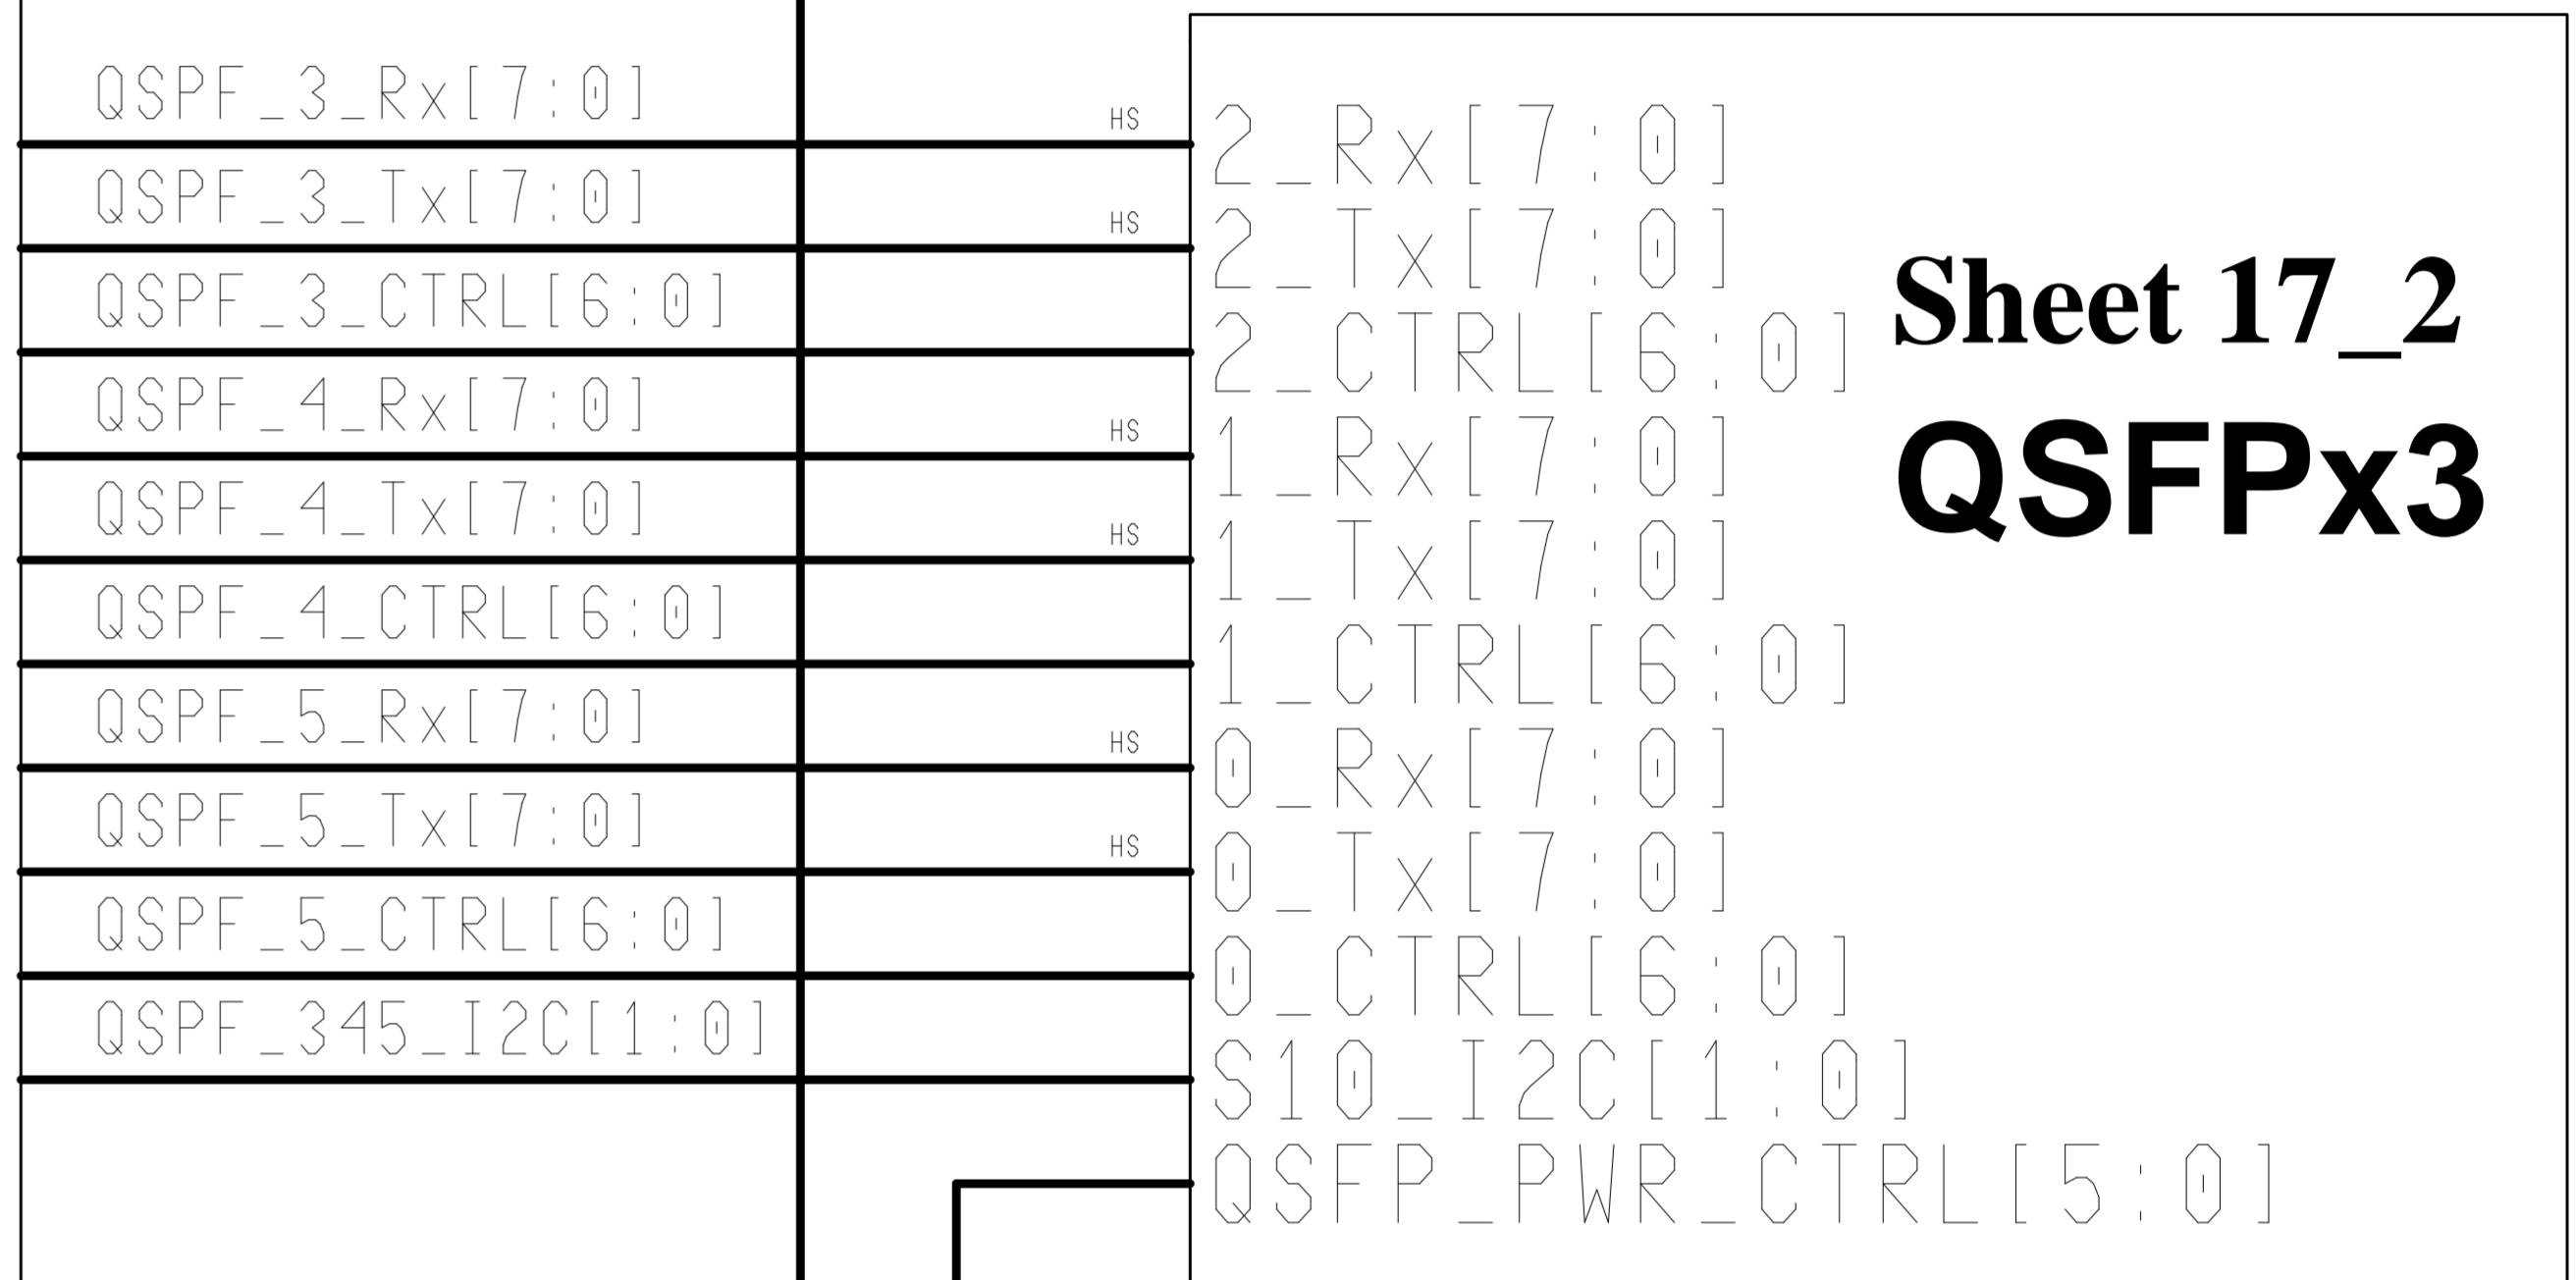 QSPF_3_Rx[7:0]
HS
QSPF_3_Tx[7:0]
HS
QSPF_3_CTRL[6:0]
QSPF_4_Rx[7:0]
HS
QSPF_4_Tx[7:0]
HS
QSPF_4_CTRL[6:0]
QSPF_5_Rx[7:0]
HS
QSPF_5_Tx[7:0]
HS
QSPF_5_CTRL[6:0]
QSPF_345_I2C[1:0]
2_Rx[7:0]
2_Tx[7:0]
2_CTRL[6:0]
1_Rx[7:0]
1_Tx[7:0]
1_CTRL[6:0]
0_Rx[7:0]
0_Tx[7:0]
0_CTRL[6:0]
S10_I2C[1:0]
QSFP_PWR_CTRL[5:0]
Sheet 17_2
QSFPx3